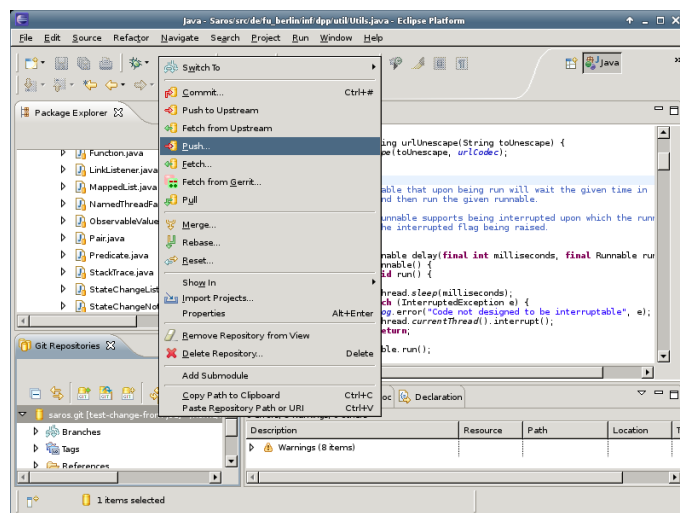 Java - Saros/src/de/fu_berlin/inf/dpp/util/Utils.java - Eclipse Platform
File Edit Source Refactor Navigate Search Project Run Window Help
Java
Package Explorer
Function.java
LinkListener.java
MappedList.java
NamedThreadFa
ObservableValue
Pair.java
Predicate.java
StackTrace.java
StateChangeList
StateChangeNot
Switch To
Commit... Ctrl+#
Push to Upstream
Fetch from Upstream
Push...
Fetch...
Fetch from Gerrit...
Pull
Merge...
Rebase...
Reset...
Show In
Import Projects...
Properties Alt+Enter
Remove Repository from View
Delete Repository... Delete
Add Submodule
Copy Path to Clipboard Ctrl+C
Paste Repository Path or URI Ctrl+V
ing urlUnescape(String toUnescape) {
pe(toUnescape, urlCodec);
able that upon being run will wait the given time in
nd then run the given runnable.
unnable supports being interrupted upon which the runn
he interrupted flag being raised.
nable delay(final int milliseconds, final Runnable run
nnable() {
id run() {
hread.sleep(milliseconds);
ch (InterruptedException e) {
og.error("Code not designed to be interruptable", e);
hread.currentThread().interrupt();
eturn;
ble.run();
Git Repositories
saros.git [test-change-fro
Branches
Tags
References
oc Declaration
Description Resource Path Location T
Warnings (8 items)
1 items selected